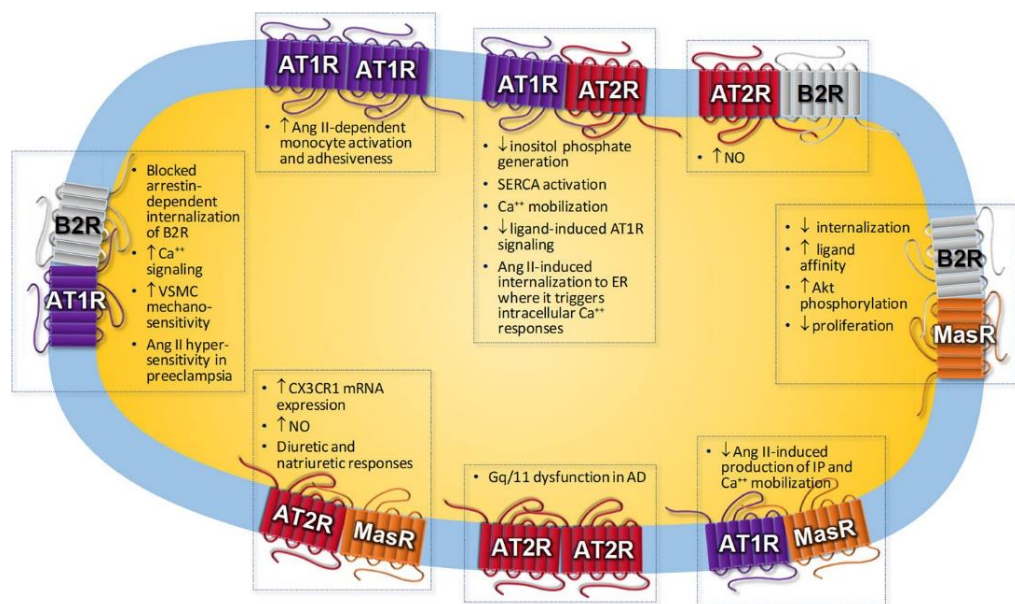 AT1R AT1R
• ↑Ang II-dependent
monocyte activation
and adhesiveness
AT1R AT2R
• ↓inositol phosphate
generation
• SERCA activation
• Ca⁺⁺ mobilization
• ↓ligand-induced AT1R
signaling
• Ang II-induced
internalization to ER
where it triggers
intracellular Ca⁺⁺
responses
AT2R B2R
• ↑NO
B2R
AT1R
• Blocked
arrestin-
dependent
internalization
of B2R
• ↑Ca⁺⁺
signaling
• ↑VSMC
mechano-
sensitivity
• Ang II hyper-
sensitivity in
preeclampsia
• ↓ internalization
• ↑ ligand
affinity
• ↑Akt
phosphorylation
• ↓proliferation
B2R
MasR
• ↑CX3CR1 mRNA
expression
• ↑NO
• Diuretic and
natriuretic responses
AT2R MasR
• Gq/11 dysfunction in AD
AT2R AT2R
• ↓ Ang II-induced
production of IP and
Ca⁺⁺ mobilization
AT1R MasR